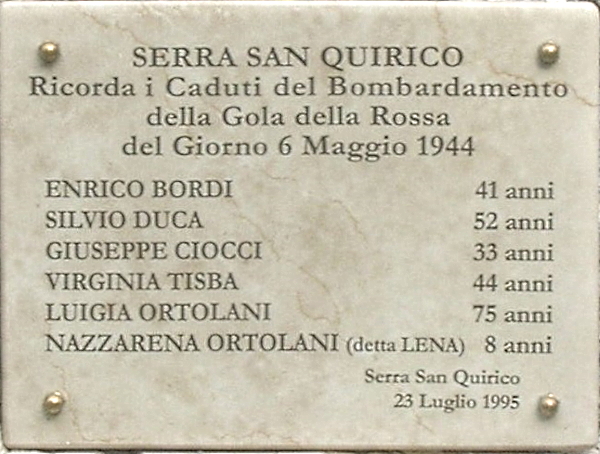 SERRA SAN QUIRICO
Ricorda i Caduti del Bombardamento
della Gola della Rossa
del Giorno 6 Maggio 1944
ENRICO BORDI 41 anni
SILVIO DUCA 52 anni
GIUSEPPE CIOCCI 33 anni
VIRGINIA TISBA 44 anni
LUIGIA ORTOLANI 75 anni
NAZZARENA ORTOLANI (detta LENA) 8 anni
Serra San Quirico
23 Luglio 1995